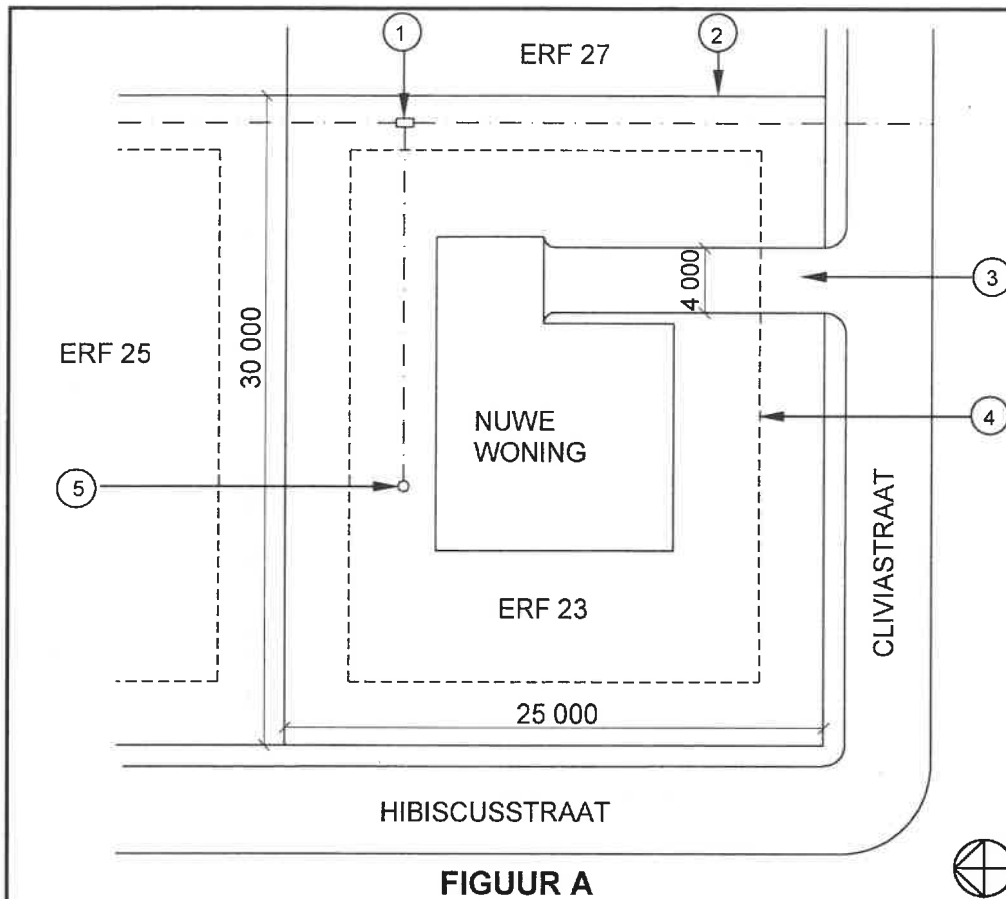 1
2
ERF 27
3
4 000
ERF 25
30 000
4
NUWE
WONING
5
CLIVIASTRAAT
ERF 23
25 000
HIBISCUSSTRAAT
FIGUUR A